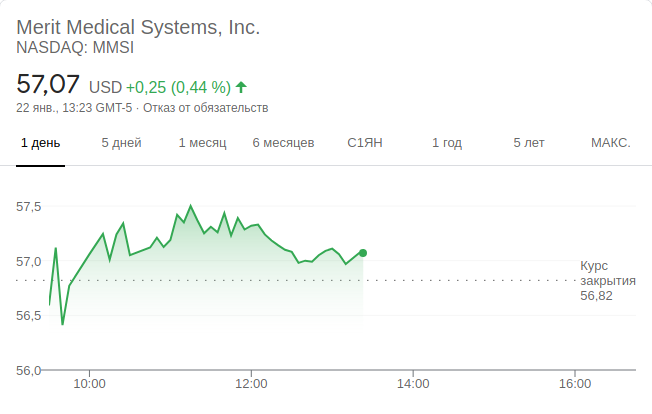 Merit Medical Systems, Inc.
NASDAQ: MMSI
57,07 USD +0,25 (0,44 %)
22 янв., 13:23 GMT-5 · Отказ от обязательств
1 день 5 дней 1 месяц 6 месяцев С1ЯН 1 год 5 лет МАКС.
57,5
57,0
Курс
закрытия
56,82
56,5
56,0
10:00 12:00 14:00 16:00